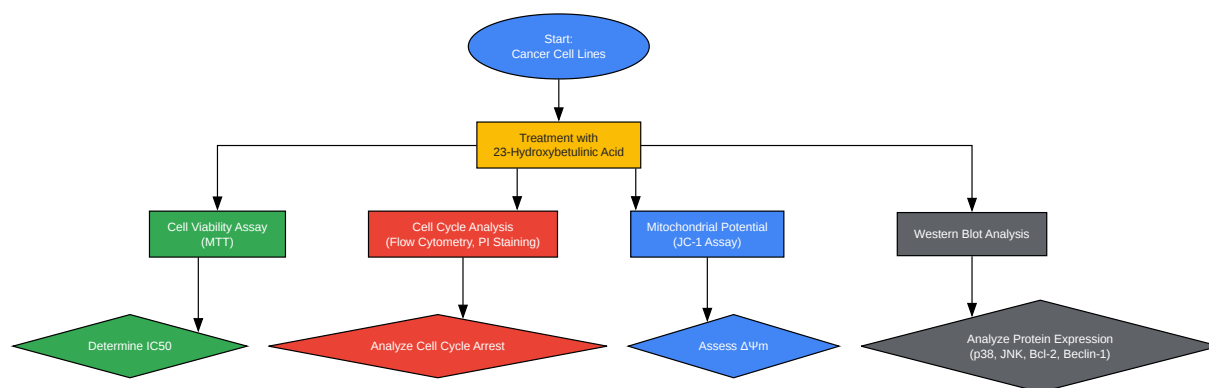 Start:
Cancer Cell Lines
Treatment with
23-Hydroxybetulinic Acid
Cell Viability Assay
(MTT)
Cell Cycle Analysis
(Flow Cytometry, PI Staining)
Mitochondrial Potential
(JC-1 Assay)
Western Blot Analysis
Determine IC50
Analyze Cell Cycle Arrest
Assess ΔΨm
Analyze Protein Expression
(p38, JNK, Bcl-2, Beclin-1)